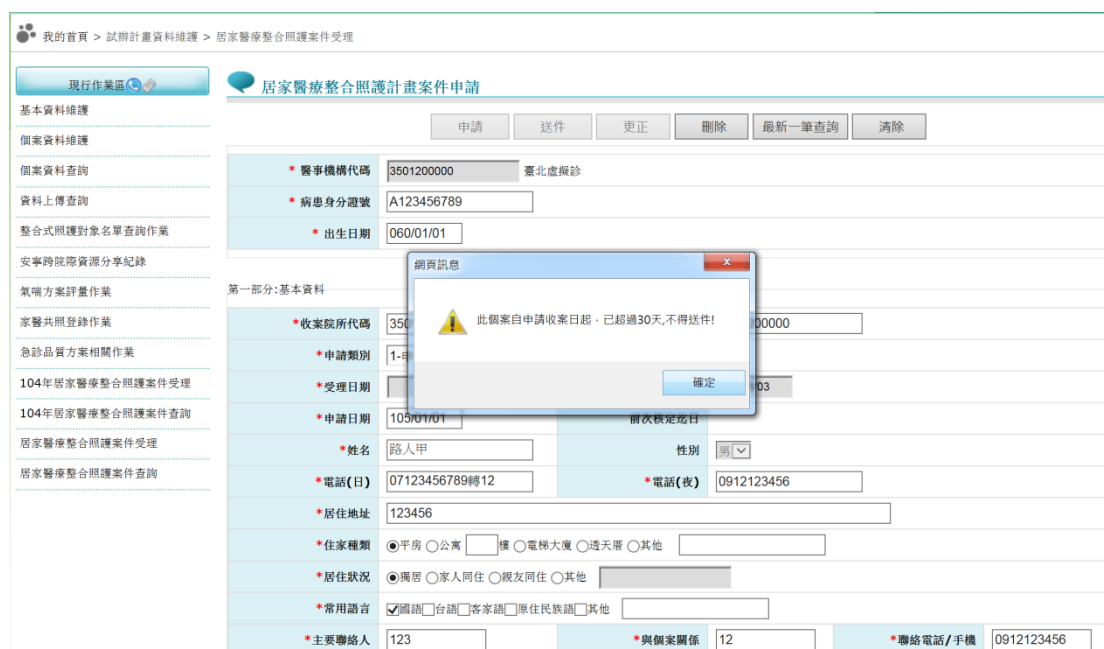 我的首頁 > 試辦計畫資料維護 > 居家醫療整合照護案件受理
現行作業區
基本資料維護
個案資料維護
個案資料查詢
資料上傳查詢
整合式照護對象名單查詢作業
安寧跨院際資源分享紀錄
氣喘方案評量作業
家醫共照登錄作業
急診品質方案相關作業
104年居家醫療整合照護案件受理
104年居家醫療整合照護案件查詢
居家醫療整合照護案件受理
居家醫療整合照護案件查詢
居家醫療整合照護計畫案件申請
申請 送件 更正 刪除 最新一筆查詢 清除
* 醫事機構代碼 3501200000 臺北虛擬診
* 病患身分證號 A123456789
* 出生日期 060/01/01
網頁訊息
此個案自申請收案日起，已超過30天,不得送件!
確定
第一部分:基本資料
*收案院所代碼 350 00000
*申請類別 1-申
*受理日期 /03
*申請日期 105/01/01 前次核定迄日
*姓名 路人甲 性別 男
*電話(日) 07123456789轉12 *電話(夜) 0912123456
*居住地址 123456
*住家種類 平房 公寓 樓 電梯大廈 透天厝 其他
*居住狀況 獨居 家人同住 親友同住 其他
*常用語言 國語 台語 客家語 原住民族語 其他
*主要聯絡人 123 *與個案關係 12 *聯絡電話/手機 0912123456